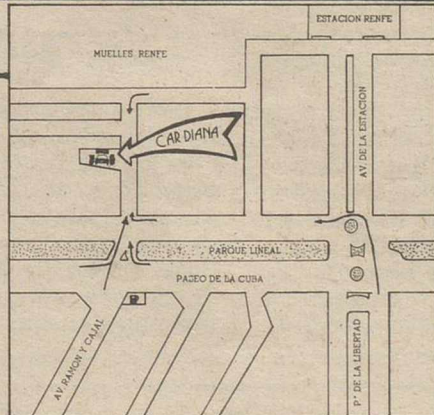 ESTACION RENFE
MUELLES RENFE
CAR DIANA
AV. DE LA ESTACION
PARQUE LINEAL
PASEO DE LA CUBA
AV. RAMON Y CAJAL
Pº DE LA LIBERTAD